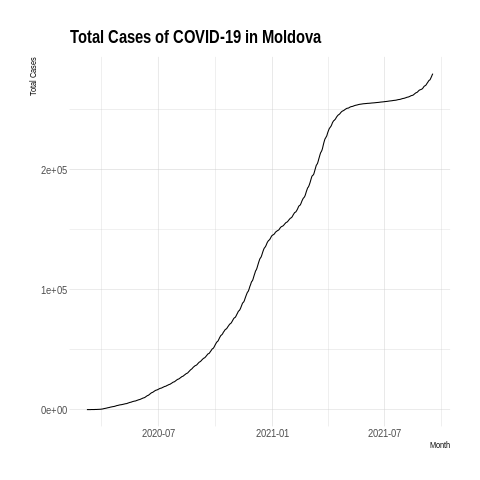 Total Cases of COVID-19 in Moldova
Total Cases
2e+05
1e+05
0e+00
2020-07
2021-01
2021-07
Month